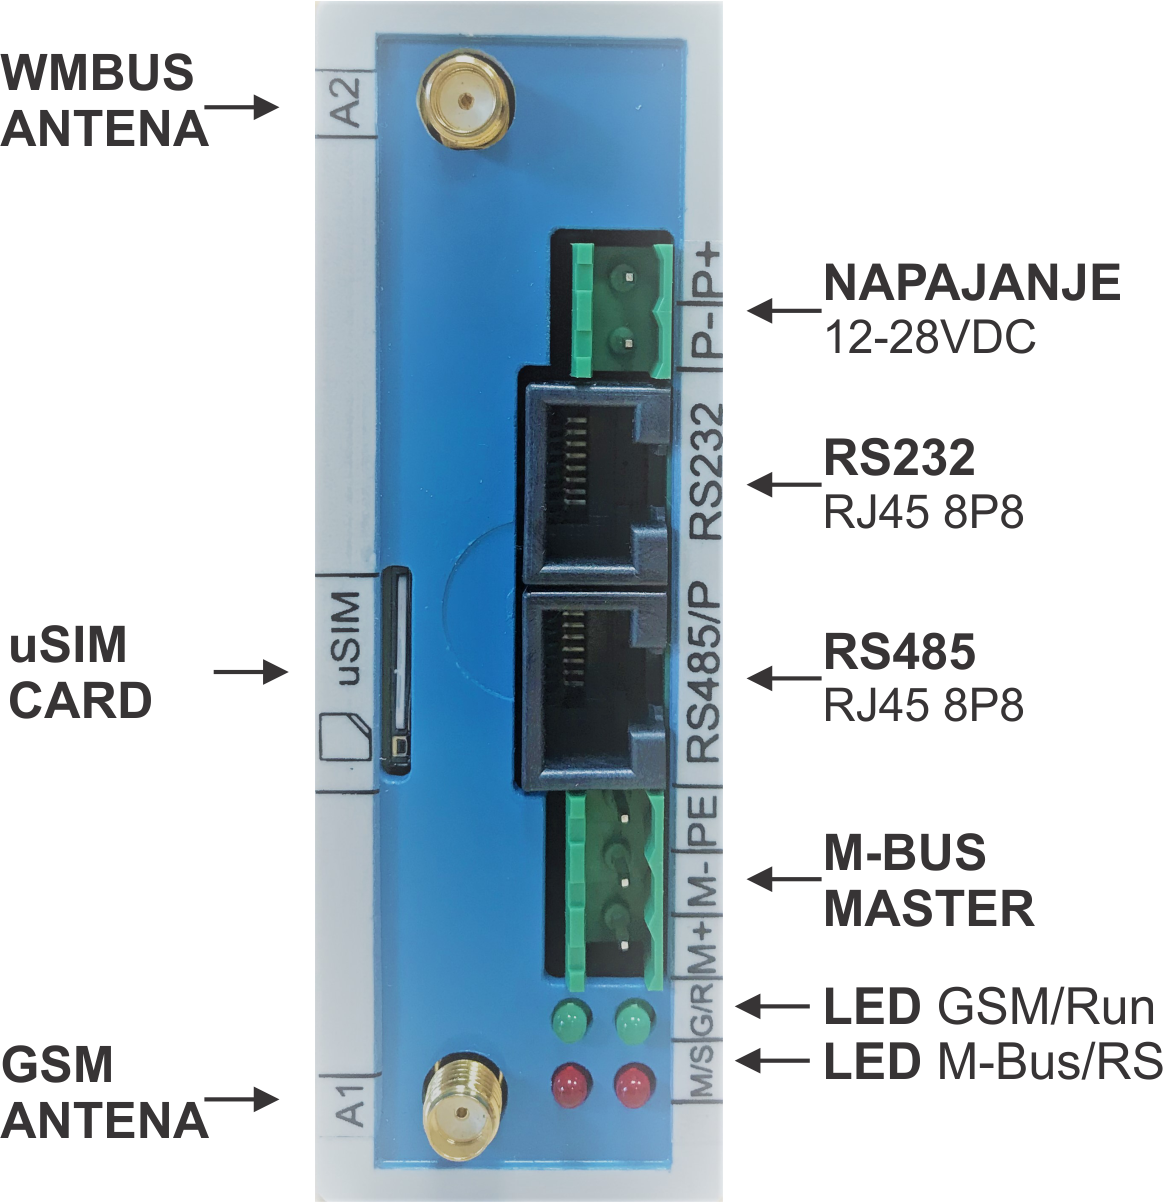 WMBUS
ANTENA
A2
P+
P-
NAPAJANJE
12-28VDC
RS232
RS232
RJ45 8P8
uSIM
CARD
uSIM
RS485/P
RS485
RJ45 8P8
PE
M-
M+
M-BUS
MASTER
G/R
LED GSM/Run
M/S
LED M-Bus/RS
GSM
ANTENA
A1